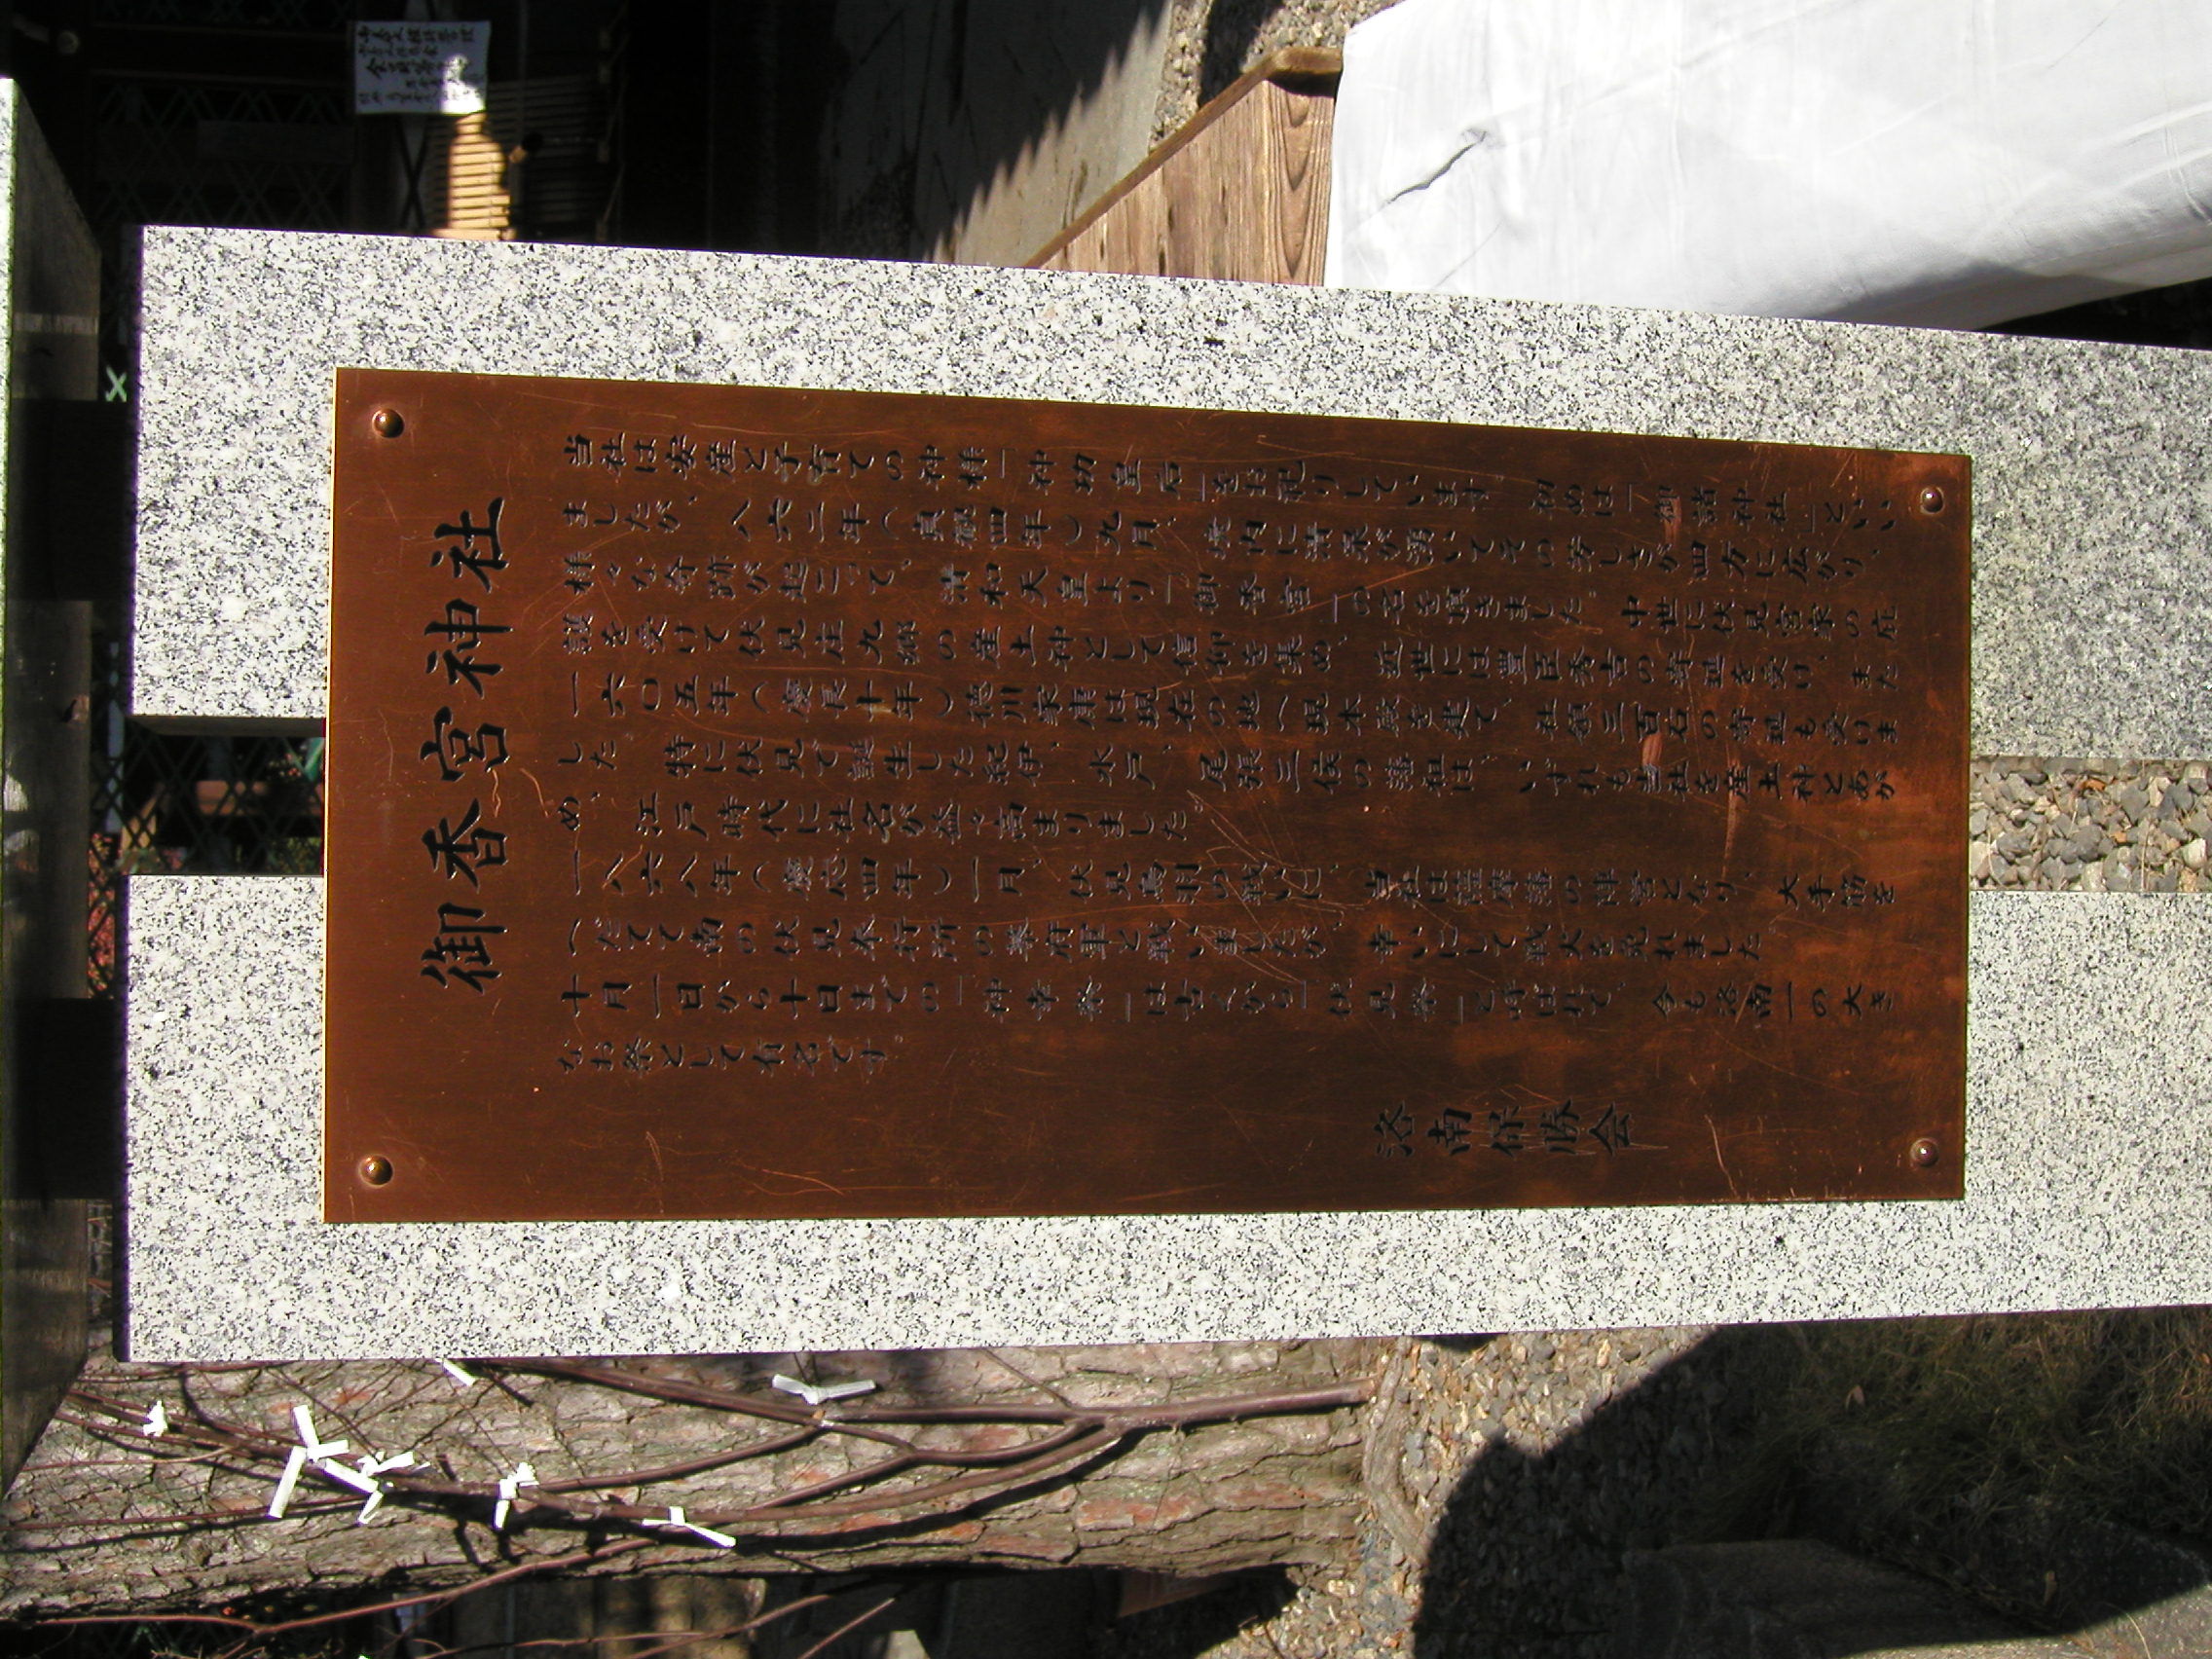 御香宮神社
当社は安産と子育ての神様「神功皇后」をお祀りしています。初めは「御諸神社」といい
ましたが、八六二年（貞観四年）九月、境内に清泉が湧いてその芳しさが四方に広がり、
様々な奇跡が起こって、清和天皇より「御香宮」の名を頂きました。中世に伏見宮家の庇
護を受けて伏見庄九郷の産土神として信仰を集め、近世には豊臣秀吉の寄進を受け、また
一六〇五年（慶長十年）徳川家康は現在の地へ現本殿を建て、社領三百石の寄進も受けま
した　特に伏見で誕生した紀伊、水戸、尾張三侯の藩祖は、いずれも当社を産土神とあが
め、江戸時代に社名が益々高まりました。
一八六八年（慶応四年）一月、伏見鳥羽の戦いは、当社は薩摩藩の陣営となり、大手筋を
へだてて南の伏見奉行所の幕府軍と戦いましたが、幸いにして戦火を免れました
十月一日から十日までの「神幸祭」は古くから「伏見祭」と呼ばれて、今も洛南一の大き
なお祭として有名です。
洛南保勝会